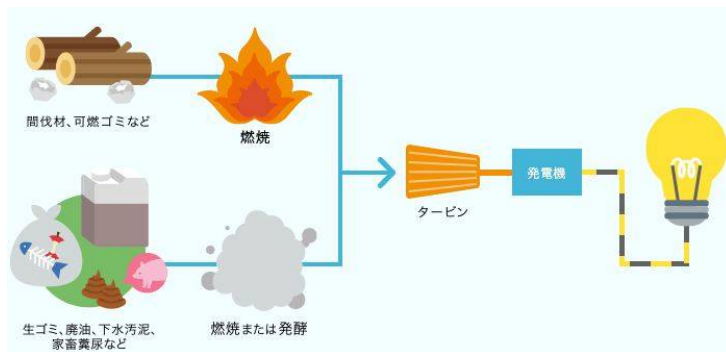 間伐材、可燃ゴミなど
燃焼
タービン
発電機
生ゴミ、廃油、下水汚泥、
家畜糞尿など
燃焼または発酵